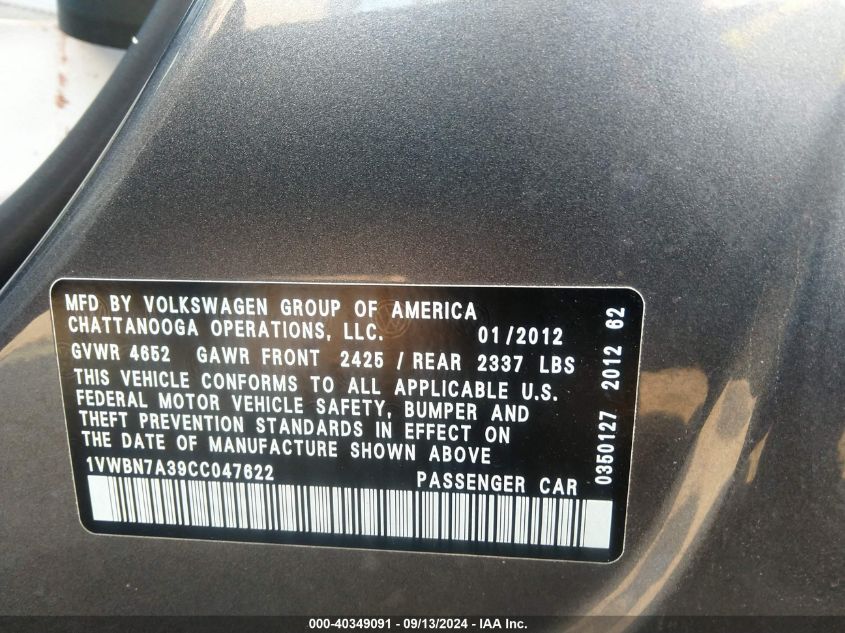 MFD BY VOLKSWAGEN GROUP OF AMERICA
CHATTANOOGA OPERATIONS, LLC. 01/2012
GVWR 4652 GAWR FRONT 2425 / REAR 2337 LBS
THIS VEHICLE CONFORMS TO ALL APPLICABLE U.S.
FEDERAL MOTOR VEHICLE SAFETY, BUMPER AND
THEFT PREVENTION STANDARDS IN EFFECT ON
THE DATE OF MANUFACTURE SHOWN ABOVE
1VWBN7A39CC047622 PASSENGER CAR
0350127 2012 62
000-40349091 - 09/13/2024 - IAA Inc.